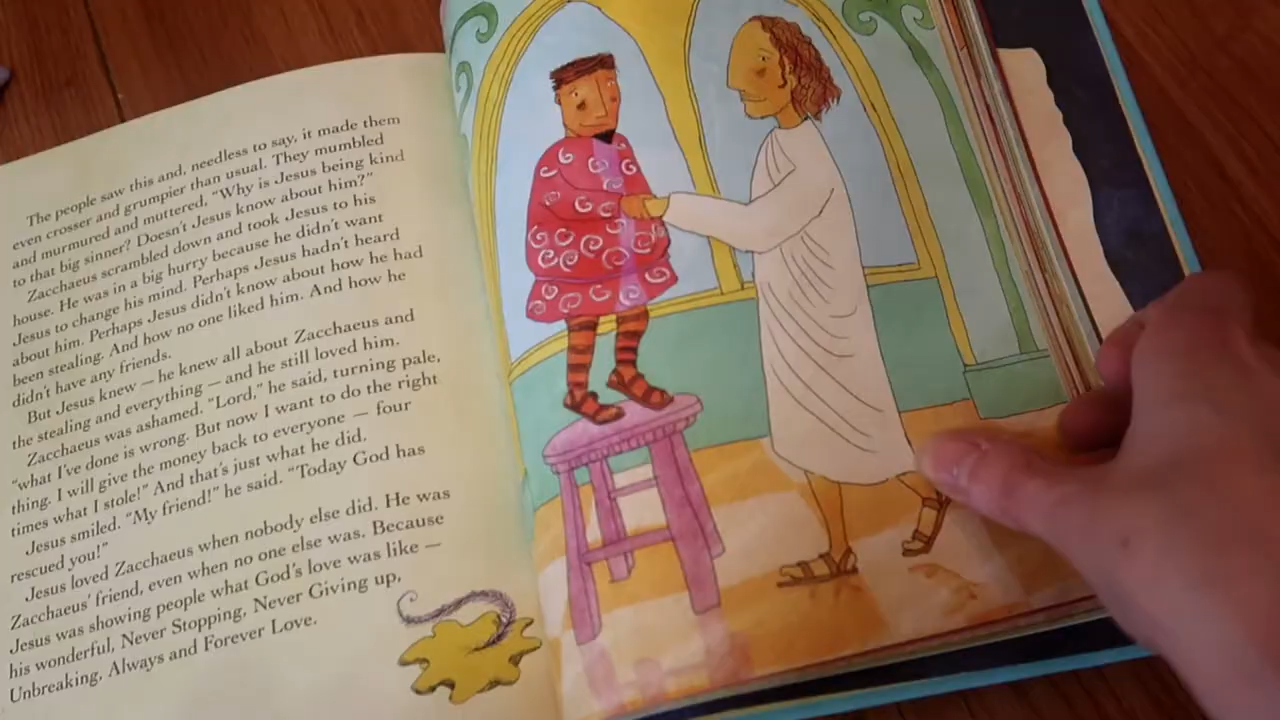 The people saw this and, needless to say, it made them
even crosser and grumpier than usual. They mumbled
and murmured and muttered, “Why is Jesus being kind
to that big sinner? Doesn’t Jesus know about him?”
Zacchaeus scrambled down and took Jesus to his
house. He was in a big hurry because he didn’t want
Jesus to change his mind. Perhaps Jesus hadn’t heard
about him. Perhaps Jesus didn’t know about how he had
been stealing. And how no one liked him. And how he
didn’t have any friends.
But Jesus knew — he knew all about Zacchaeus and
the stealing and everything — and he still loved him.
Zacchaeus was ashamed. “Lord,” he said, turning pale,
“what I’ve done is wrong. But now I want to do the right
thing. I will give the money back to everyone — four
times what I stole!” And that’s just what he did.
Jesus smiled. “My friend!” he said. “Today God has
rescued you!”
Jesus loved Zacchaeus when nobody else did. He was
Zacchaeus’ friend, even when no one else was. Because
Jesus was showing people what God’s love was like —
his wonderful, Never Stopping, Never Giving up,
Unbreaking, Always and Forever Love.